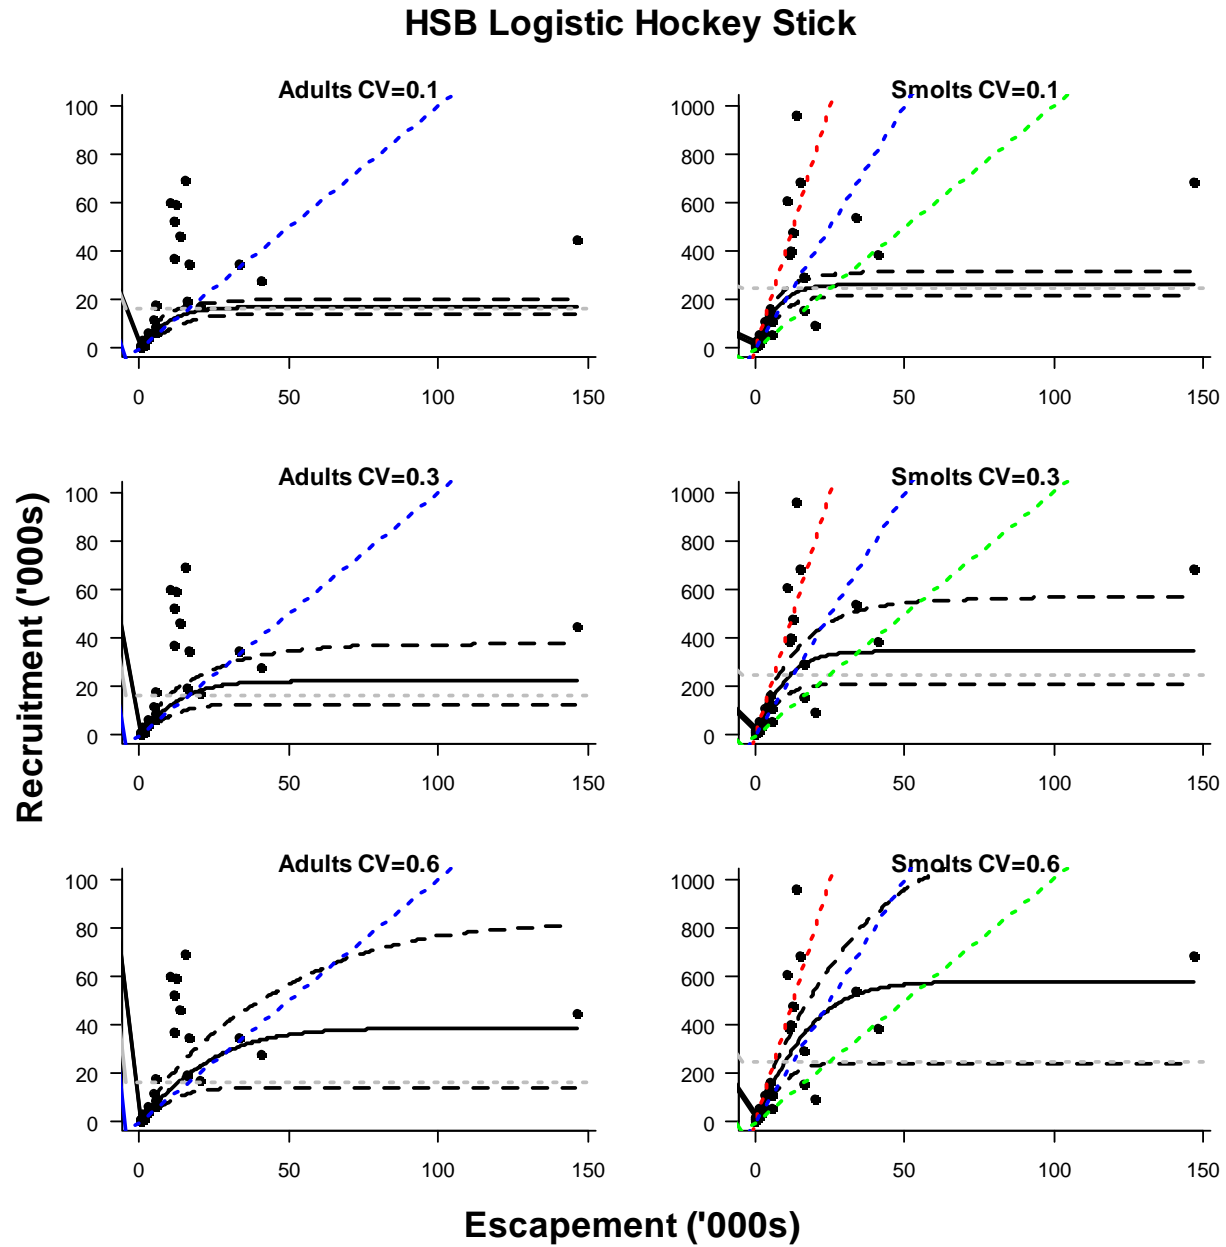 HSB Logistic Hockey Stick
Adults CV=0.1
100
80
60
40
20
0
0 50 100 150
Smolts CV=0.1
1000
800
600
400
200
0
0 50 100 150
Recruitment ('000s)
Adults CV=0.3
100
80
60
40
20
0
0 50 100 150
Smolts CV=0.3
1000
800
600
400
200
0
0 50 100 150
Adults CV=0.6
100
80
60
40
20
0
0 50 100 150
Smolts CV=0.6
1000
800
600
400
200
0
0 50 100 150
Escapement ('000s)